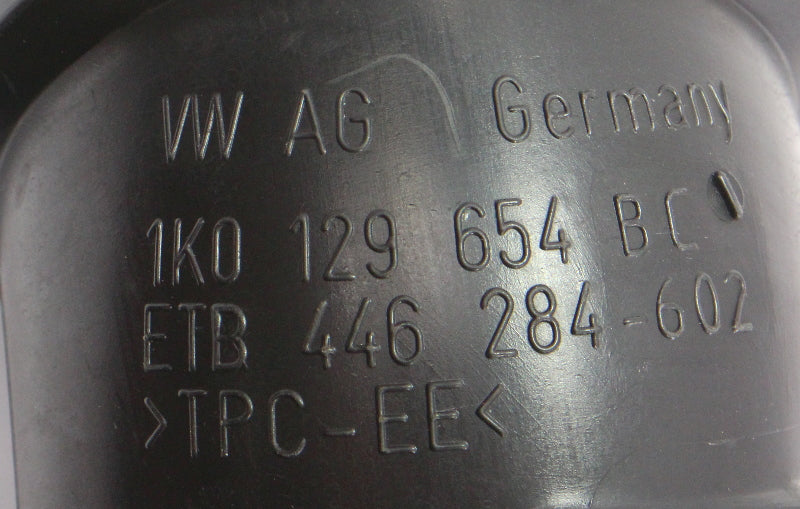 VW AG Germany
1K0 129 654 BC
ETB 446 284-602
>TPC-EE<